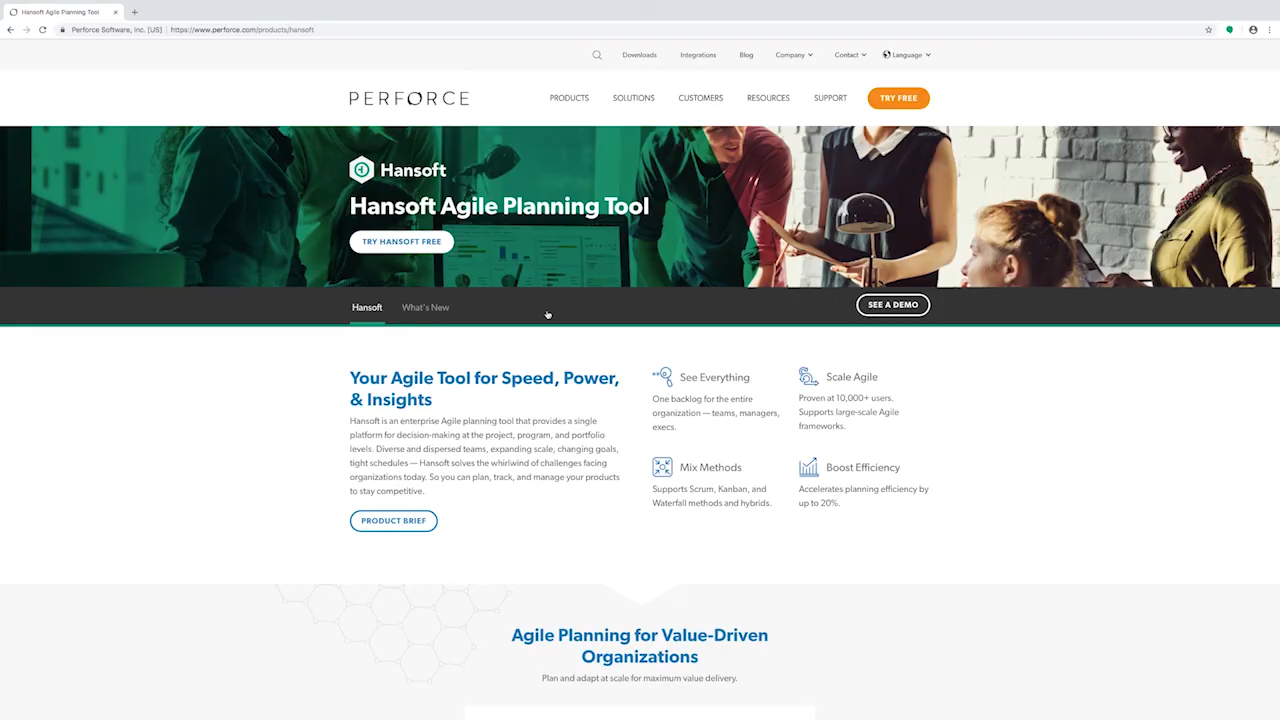 Hansoft Agile Planning Tool
Perforce Software, Inc. [US] https://www.perforce.com/products/hansoft
Downloads Integrations Blog Company Contact Language
PERFORCE PRODUCTS SOLUTIONS CUSTOMERS RESOURCES SUPPORT TRY FREE
Hansoft
Hansoft Agile Planning Tool
TRY HANSOFT FREE
Hansoft What's New SEE A DEMO
Your Agile Tool for Speed, Power,
& Insights
Hansoft is an enterprise Agile planning tool that provides a single
platform for decision-making at the project, program, and portfolio
levels. Diverse and dispersed teams, expanding scale, changing goals,
tight schedules — Hansoft solves the whirlwind of challenges facing
organizations today. So you can plan, track, and manage your products
to stay competitive.
PRODUCT BRIEF
See Everything
One backlog for the entire
organization — teams, managers,
execs.
Scale Agile
Proven at 10,000+ users.
Supports large-scale Agile
frameworks.
Mix Methods
Supports Scrum, Kanban, and
Waterfall methods and hybrids.
Boost Efficiency
Accelerates planning efficiency by
up to 20%.
Agile Planning for Value-Driven
Organizations
Plan and adapt at scale for maximum value delivery.